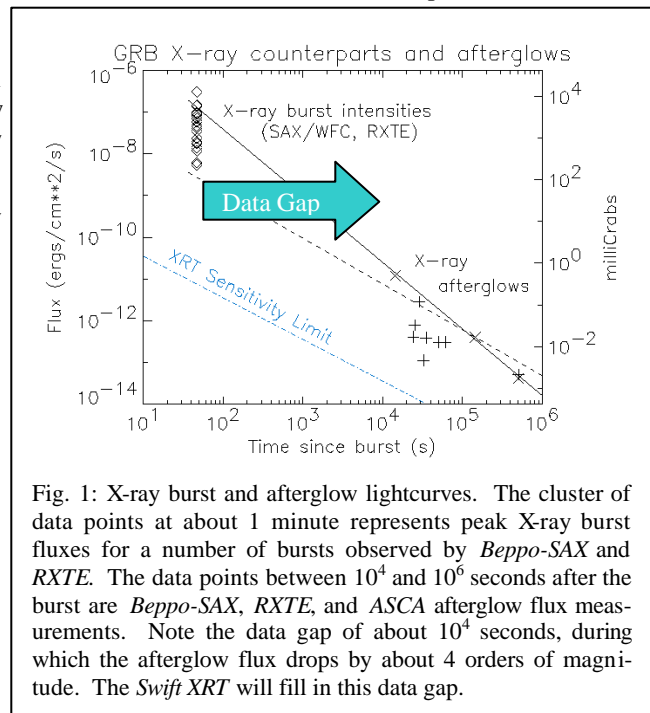 GRB X-ray counterparts and afterglows
10^-6
10^-8
10^-10
10^-12
10^-14
Flux (ergs/cm**2/s)
X-ray burst intensities
(SAX/WFC, RXTE)
Data Gap
X-ray
afterglows
XRT Sensitivity Limit
10^4
10^2
10^0
10^-2
milliCrabs
10^1 10^2 10^3 10^4 10^5 10^6
Time since burst (s)
Fig. 1: X-ray burst and afterglow lightcurves. The cluster of
data points at about 1 minute represents peak X-ray burst
fluxes for a number of bursts observed by Beppo-SAX and
RXTE. The data points between 10^4 and 10^6 seconds after the
burst are Beppo-SAX, RXTE, and ASCA afterglow flux meas-
urements. Note the data gap of about 10^4 seconds, during
which the afterglow flux drops by about 4 orders of magni-
tude. The Swift XRT will fill in this data gap.